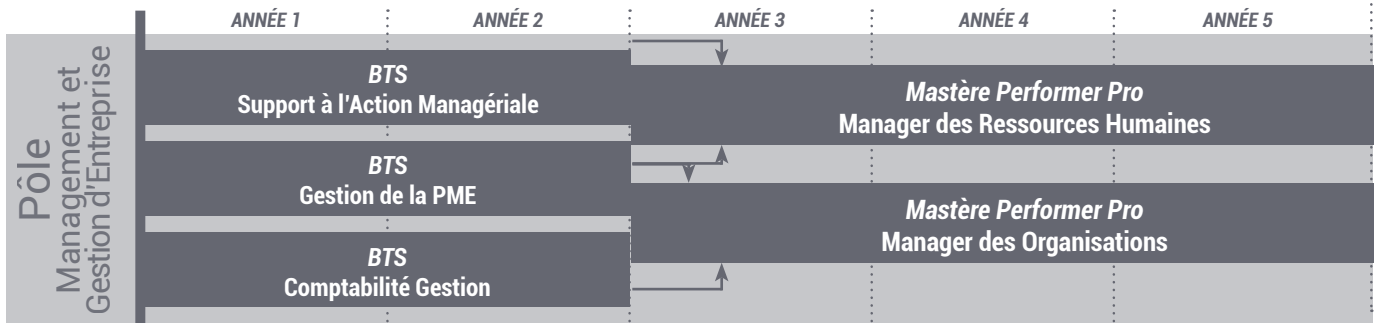 ANNÉE 1 ANNÉE 2 ANNÉE 3 ANNÉE 4 ANNÉE 5
Pôle
Management et
Gestion d'Entreprise
BTS
Support à l'Action Managériale
BTS
Gestion de la PME
BTS
Comptabilité Gestion
Mastère Performer Pro
Manager des Ressources Humaines
Mastère Performer Pro
Manager des Organisations